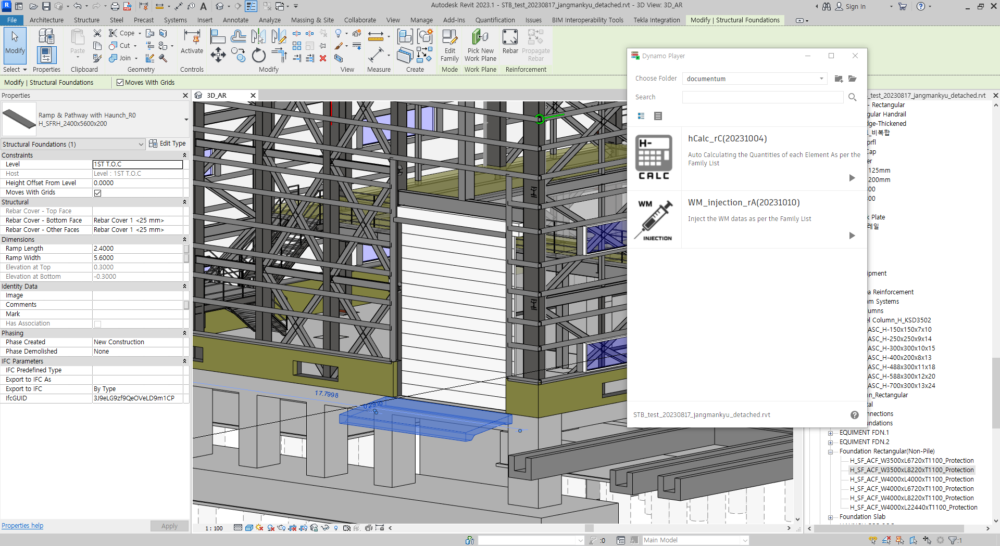 Autodesk Revit 2023.1 - STB_test_20230817_jangmankyu_detached.rvt - 3D View: 3D_AR
Sign In
File Architecture Structure Steel Precast Systems Insert Annotate Analyze Massing & Site Collaborate View Manage Add-Ins Quantification Issues BIM Interoperability Tools Tekla Integration Modify | Structural Foundations
Modify
Paste
Cope
Cut
Join
Activate
Edit Family
Pick New Work Plane
Rebar
Propagate Rebar
Select Properties Clipboard Geometry Controls Modify View Measure Create Mode Work Plane Reinforcement
Modify | Structural Foundations
Moves With Grids
Properties
Ramp & Pathway with Haunch_R0
H_SFRH_2400x5600x200
Structural Foundations (1)
Edit Type
Constraints
Level 1ST T.O.C
Host Level : 1ST T.O.C
Height Offset From Level 0.0000
Moves With Grids
Structural
Rebar Cover - Top Face
Rebar Cover - Bottom Face Rebar Cover 1 <25 mm>
Rebar Cover - Other Faces Rebar Cover 1 <25 mm>
Dimensions
Ramp Length 2.4000
Ramp Width 5.6000
Elevation at Top 0.3000
Elevation at Bottom -0.3000
Identity Data
Image
Comments
Mark
Has Association
Phasing
Phase Created New Construction
Phase Demolished None
IFC Parameters
IFC Predefined Type
Export to IFC As
Export to IFC By Type
IfcGUID 3J9eLG9zf9QeOVeLD9m1CP
Properties help
Apply
3D_AR
17.7998
0.2910
1 : 100
Dynamo Player
Choose Folder documentum
Search
H-
CALC
hCalc_rC(20231004)
Auto Calculating the Quantities of each Element As per the
Family List
WM
INJECTION
WM_injection_rA(20231010)
Inject the WM datas as per the Family List
STB_test_20230817_jangmankyu_detached.rvt
_test_20230817_jangmankyu_detached.rvt
- Rectangular
gular Handrail
dge-Thickened
_비복합
prfl
Cap
er
125mm
200mm
00
00
k Plate
레일
ipment
a Reinforcement
m Systems
umns
el Column_H_KSD3502
ASC_H-150x150x7x10
ASC_H-250x250x9x14
ASC_H-300x300x10x15
ASC_H-400x200x8x13
ASC_H-488x300x11x18
ASC_H-588x300x12x20
ASC_H-700x300x13x24
n_Rectangular
tal
nnections
undations
EQUIMENT FDN.1
EQUIMENT FDN.2
Foundation Rectangular(Non-Pile)
H_SF_ACF_W3500xL6720xT1100_Protection
H_SF_ACF_W3500xL8220xT1100_Protection
H_SF_ACF_W4000xL4000xT1100_Protection
H_SF_ACF_W4000xL6720xT1100_Protection
H_SF_ACF_W4000xL8220xT1100_Protection
H_SF_ACF_W4000xL22440xT1100_Protection
Foundation Slab
:0
Main Model
:1